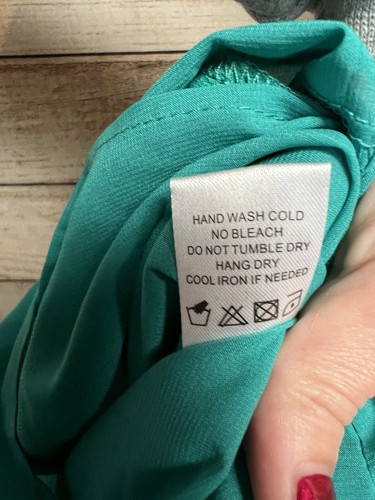 HAND WASH COLD
NO BLEACH
DO NOT TUMBLE DRY
HANG DRY
COOL IRON IF NEEDED